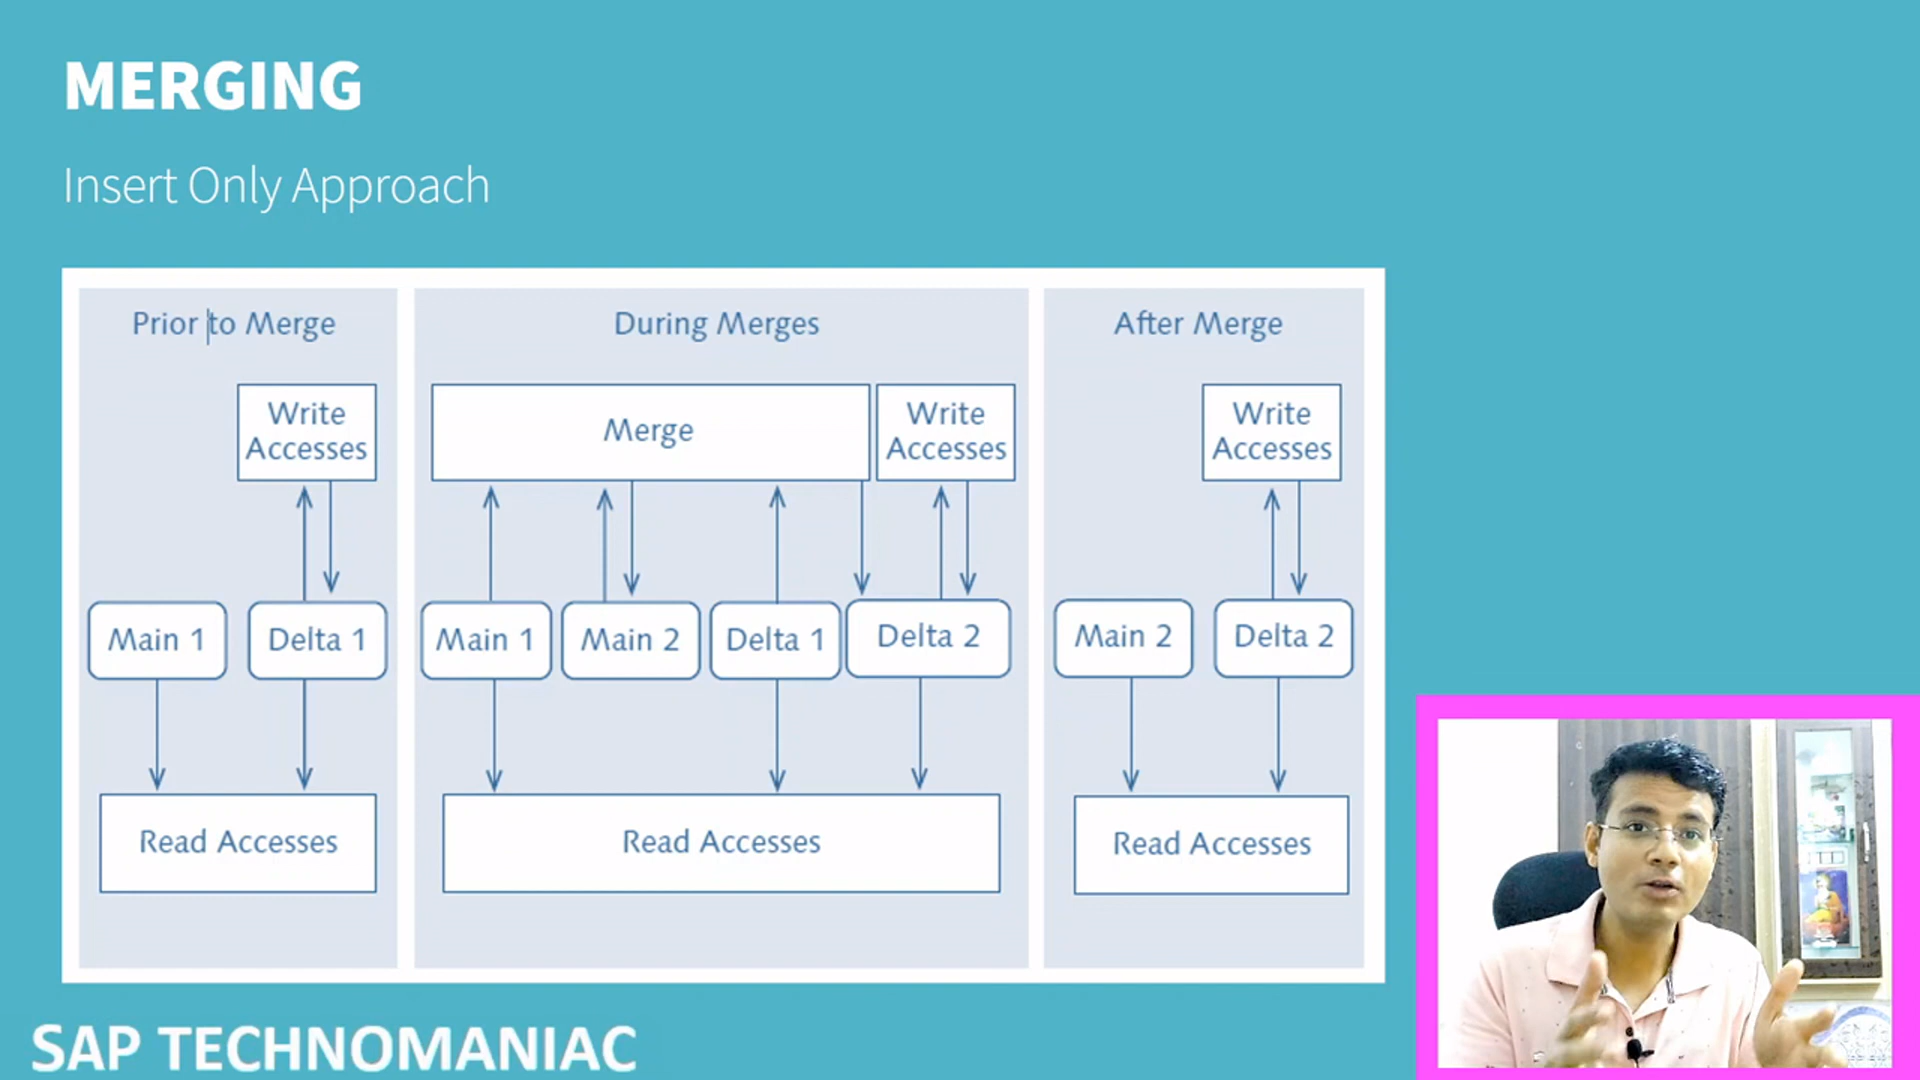 MERGING
Insert Only Approach
Prior to Merge
Write
Accesses
Main 1
Delta 1
Read Accesses
During Merges
Merge
Write
Accesses
Main 1
Main 2
Delta 1
Delta 2
Read Accesses
After Merge
Write
Accesses
Main 2
Delta 2
Read Accesses
SAP TECHNOMANIAC